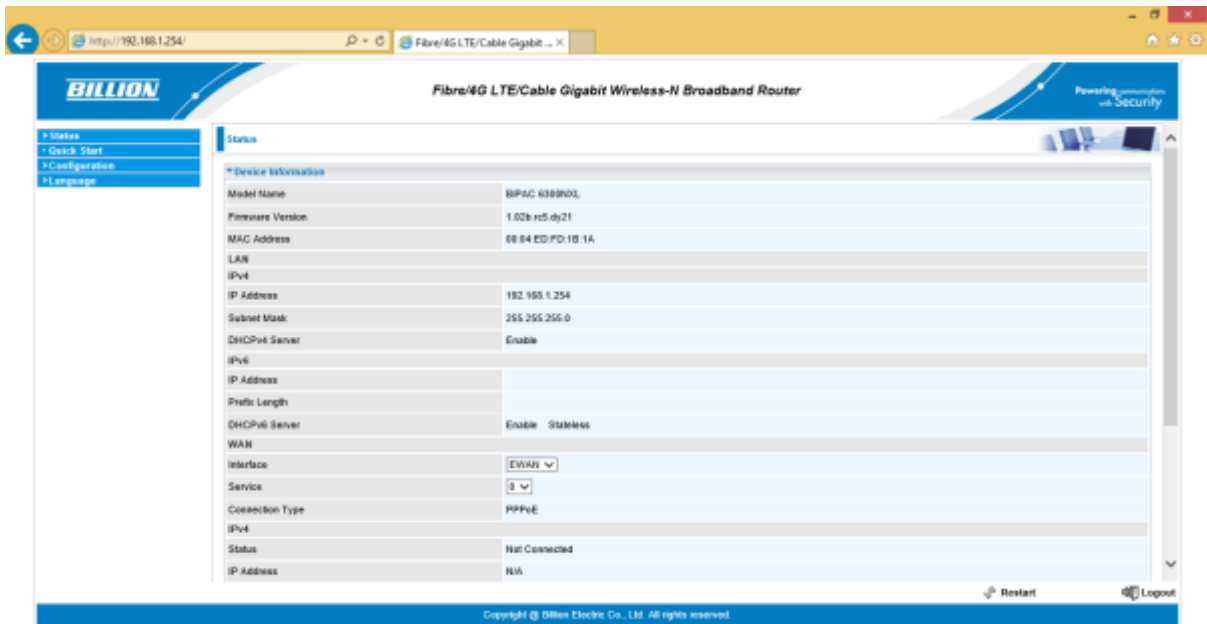 http://192.168.1.254/
Fibre/4G LTE/Cable Gigabit ...
BILLION
Fibre/4G LTE/Cable Gigabit Wireless-N Broadband Router
Powering communications
with Security
Status
Quick Start
Configuration
Language
Status
Device Information
Model Name BiPAC 6300NXL
Firmware Version 1.02b.rc5.dy21
MAC Address 00:04:ED:FD:1B:1A
LAN
IPv4
IP Address 192.168.1.254
Subnet Mask 255.255.255.0
DHCPv4 Server Enable
IPv6
IP Address
Prefix Length
DHCPv6 Server Enable Stateless
WAN
Interface EWAN
Service 0
Connection Type PPPoE
IPv4
Status Not Connected
IP Address N/A
Restart Logout
Copyright @ Billion Electric Co., Ltd. All rights reserved.